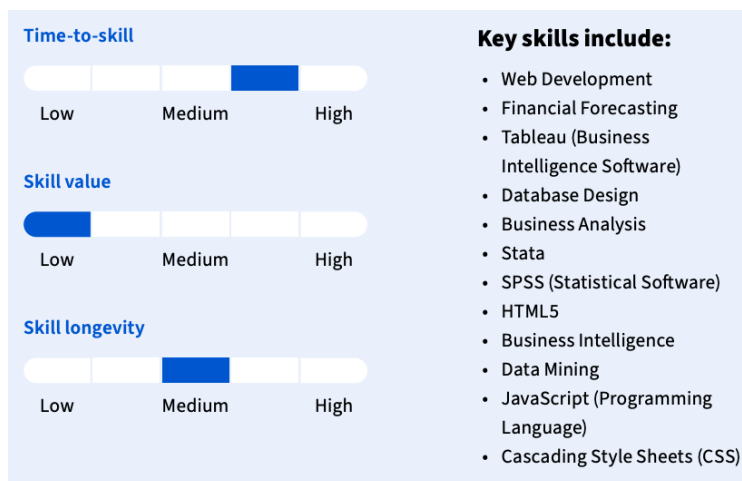 Time-to-skill
Low Medium High
Skill value
Low Medium High
Skill longevity
Low Medium High
Key skills include:
• Web Development
• Financial Forecasting
• Tableau (Business
Intelligence Software)
• Database Design
• Business Analysis
• Stata
• SPSS (Statistical Software)
• HTML5
• Business Intelligence
• Data Mining
• JavaScript (Programming
Language)
• Cascading Style Sheets (CSS)